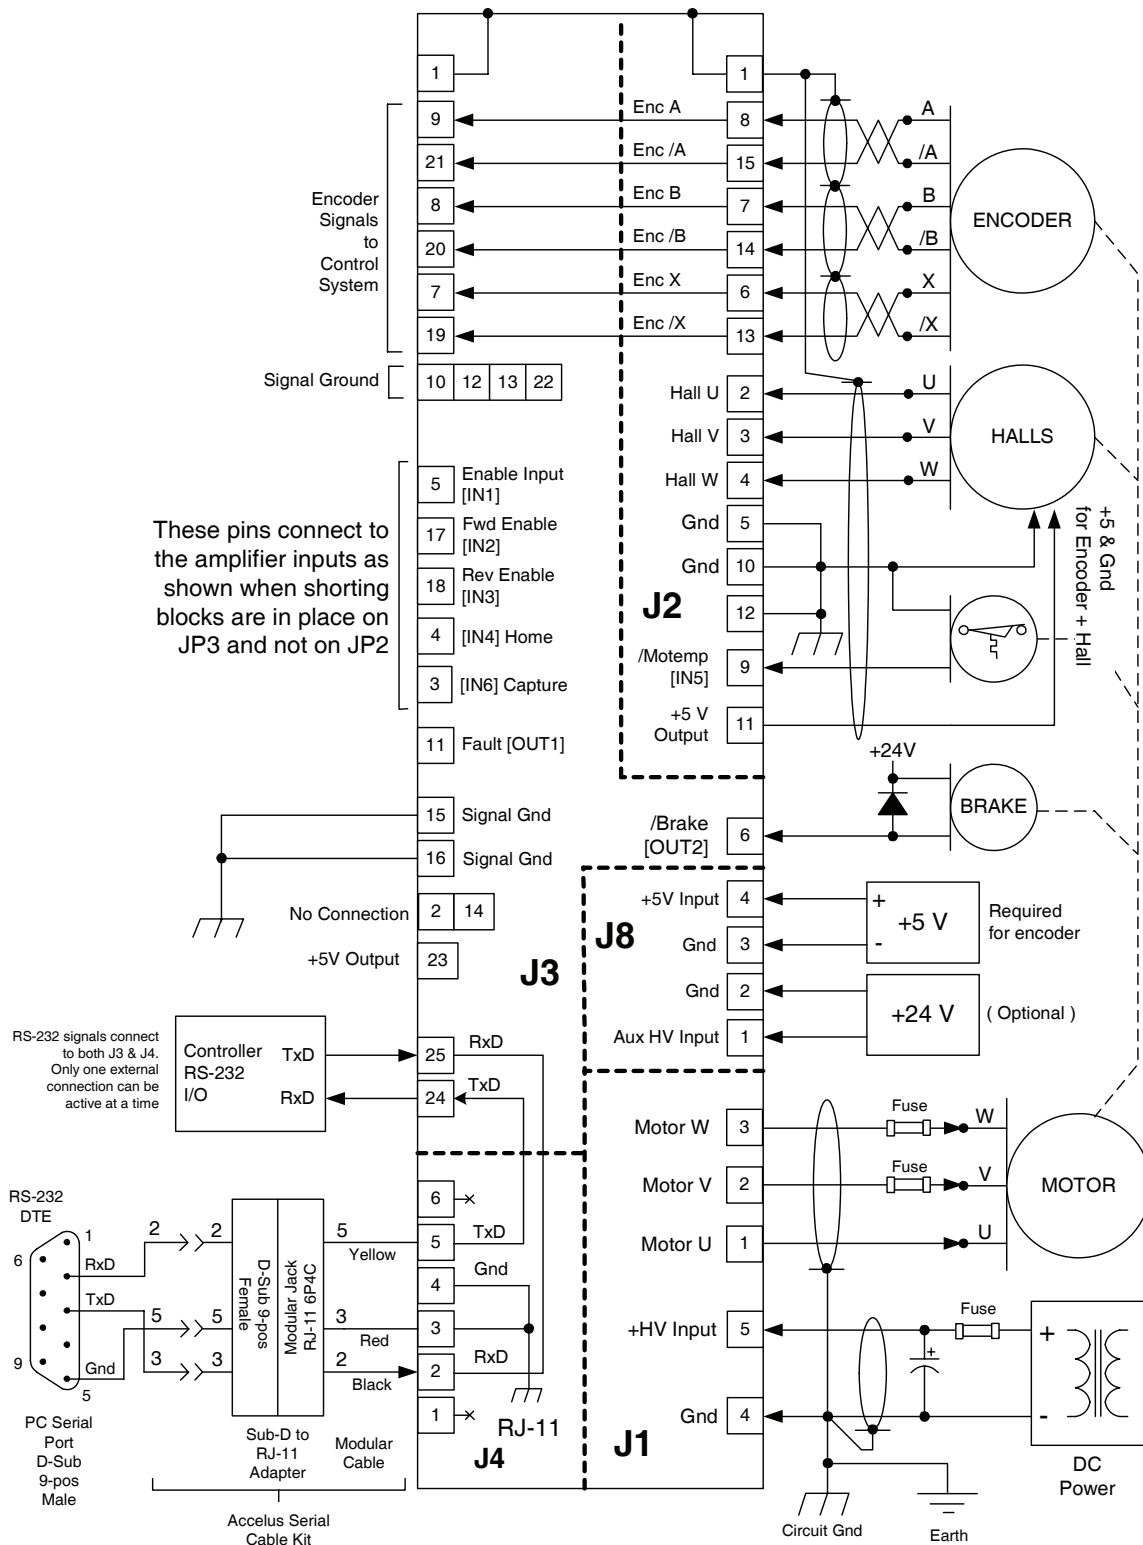 1
9
21
8
20
7
19
Encoder
Signals
to
Control
System
Enc A
Enc /A
Enc B
Enc /B
Enc X
Enc /X
1
8
15
7
14
6
13
A
/A
B
/B
X
/X
ENCODER
Signal Ground
10 12 13 22
Hall U 2
Hall V 3
Hall W 4
Gnd 5
Gnd 10
12
/Motemp
[IN5]
9
+5 V
Output
11
J2
U
V
W
HALLS
+5 & Gnd
for Encoder + Hall
These pins connect to
the amplifier inputs as
shown when shorting
blocks are in place on
JP3 and not on JP2
5 Enable Input
[IN1]
17 Fwd Enable
[IN2]
18 Rev Enable
[IN3]
4 [IN4] Home
3 [IN6] Capture
11 Fault [OUT1]
15 Signal Gnd
16 Signal Gnd
No Connection 2 14
+5V Output 23
J3
/Brake
[OUT2]
6
+24V
BRAKE
J8
+5V Input 4
Gnd 3
Gnd 2
Aux HV Input 1
+
+5 V
-
Required
for encoder
+24 V
( Optional )
RS-232 signals connect
to both J3 & J4.
Only one external
connection can be
active at a time
Controller
RS-232
I/O
TxD
RxD
25 RxD
24 TxD
Motor W 3
Motor V 2
Motor U 1
Fuse
Fuse
W
V
U
MOTOR
RS-232
DTE
1
6
9
5
RxD
TxD
Gnd
PC Serial
Port
D-Sub
9-pos
Male
2 2
5 5
3 3
D-Sub 9-pos
Female
Modular Jack
RJ-11 6P4C
5
Yellow
3
Red
2
Black
6
5 TxD
4 Gnd
3
2 RxD
1
RJ-11
J4
Sub-D to
RJ-11
Adapter
Modular
Cable
Accelus Serial
Cable Kit
+HV Input 5
Gnd 4
J1
+
Fuse
+
-
DC
Power
Circuit Gnd
Earth